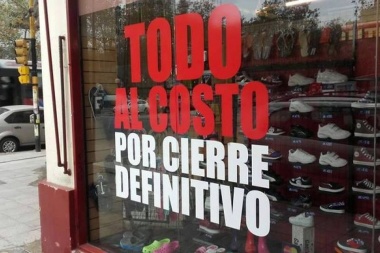 TODO
AL COSTO
POR CIERRE
DEFINITIVO